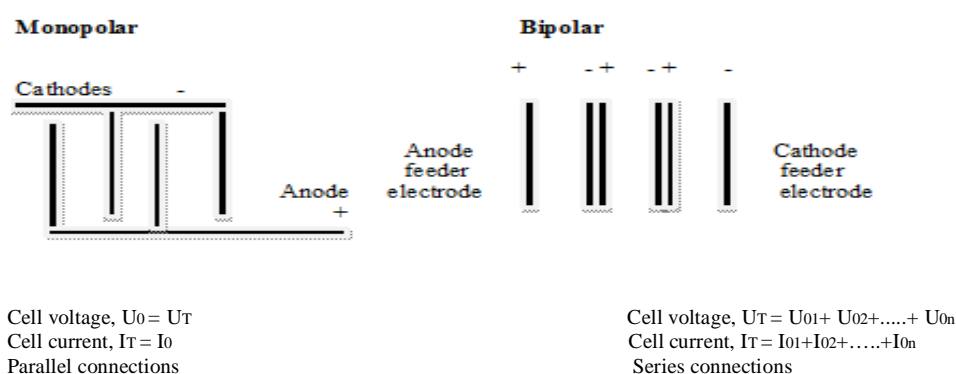 Monopolar
Bipolar
+ - + - + -
Cathodes -
Anode
feeder
electrode
Cathode
feeder
electrode
Anode
+
Cell voltage, U0 = UT
Cell current, IT = I0
Parallel connections
Cell voltage, UT = U01+ U02+.....+ U0n
Cell current, IT = I01+I02+…..+I0n
Series connections